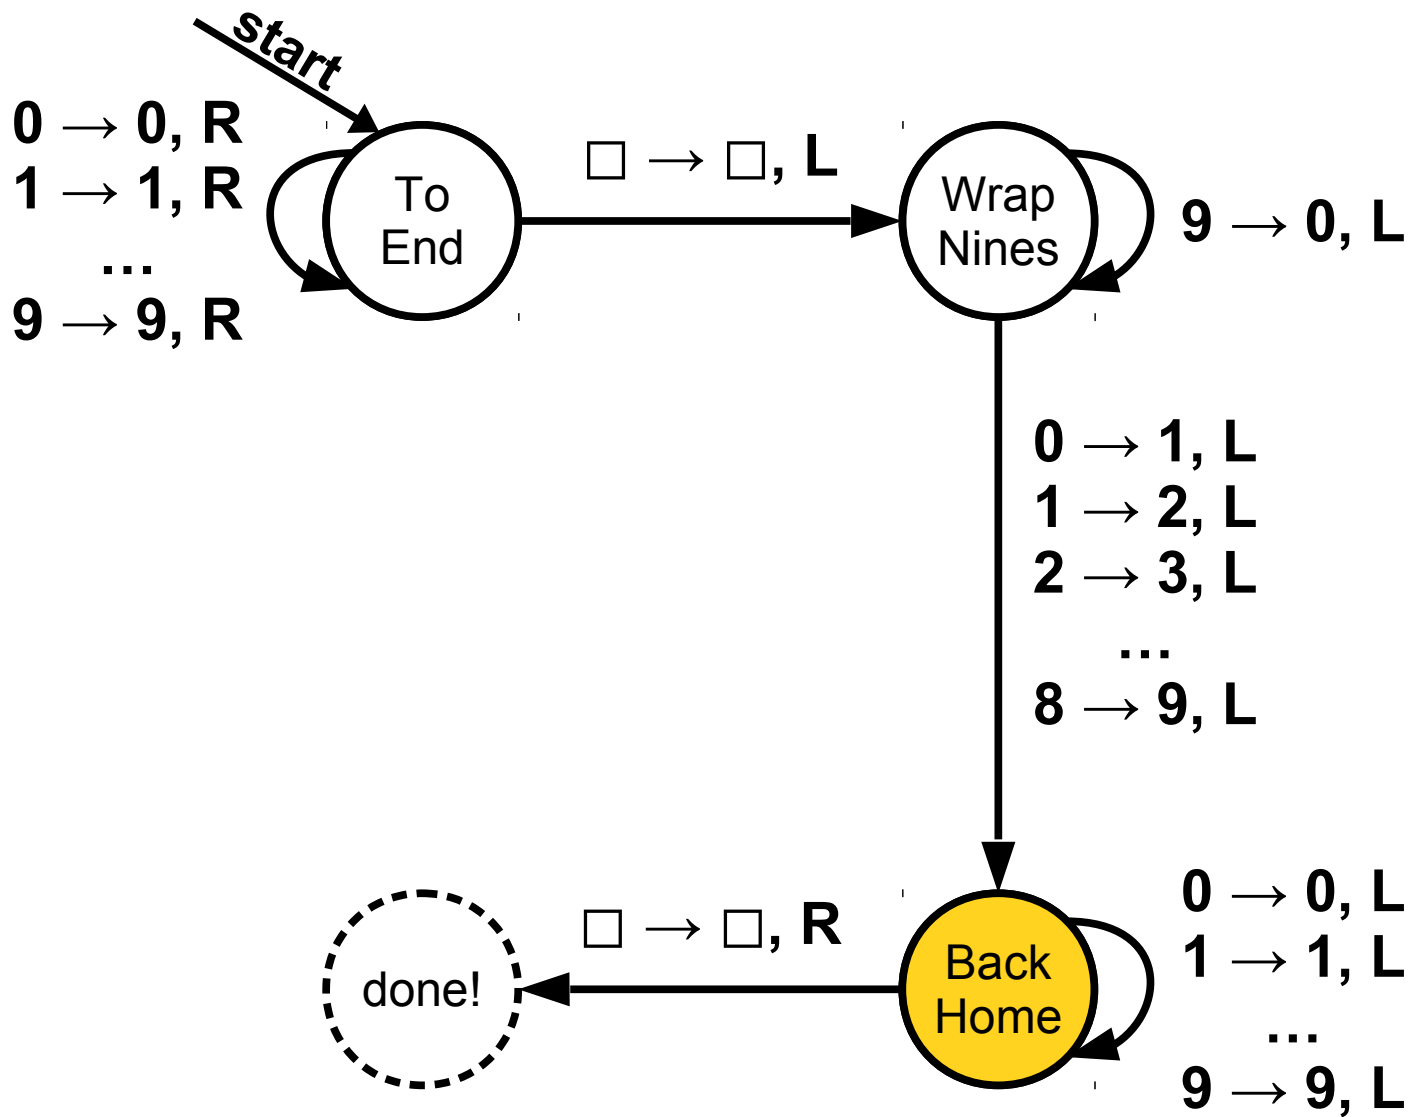 start
0 → 0, R
1 → 1, R
...
9 → 9, R
To
End
□ → □, L
Wrap
Nines
9 → 0, L
0 → 1, L
1 → 2, L
2 → 3, L
...
8 → 9, L
done!
□ → □, R
Back
Home
0 → 0, L
1 → 1, L
...
9 → 9, L